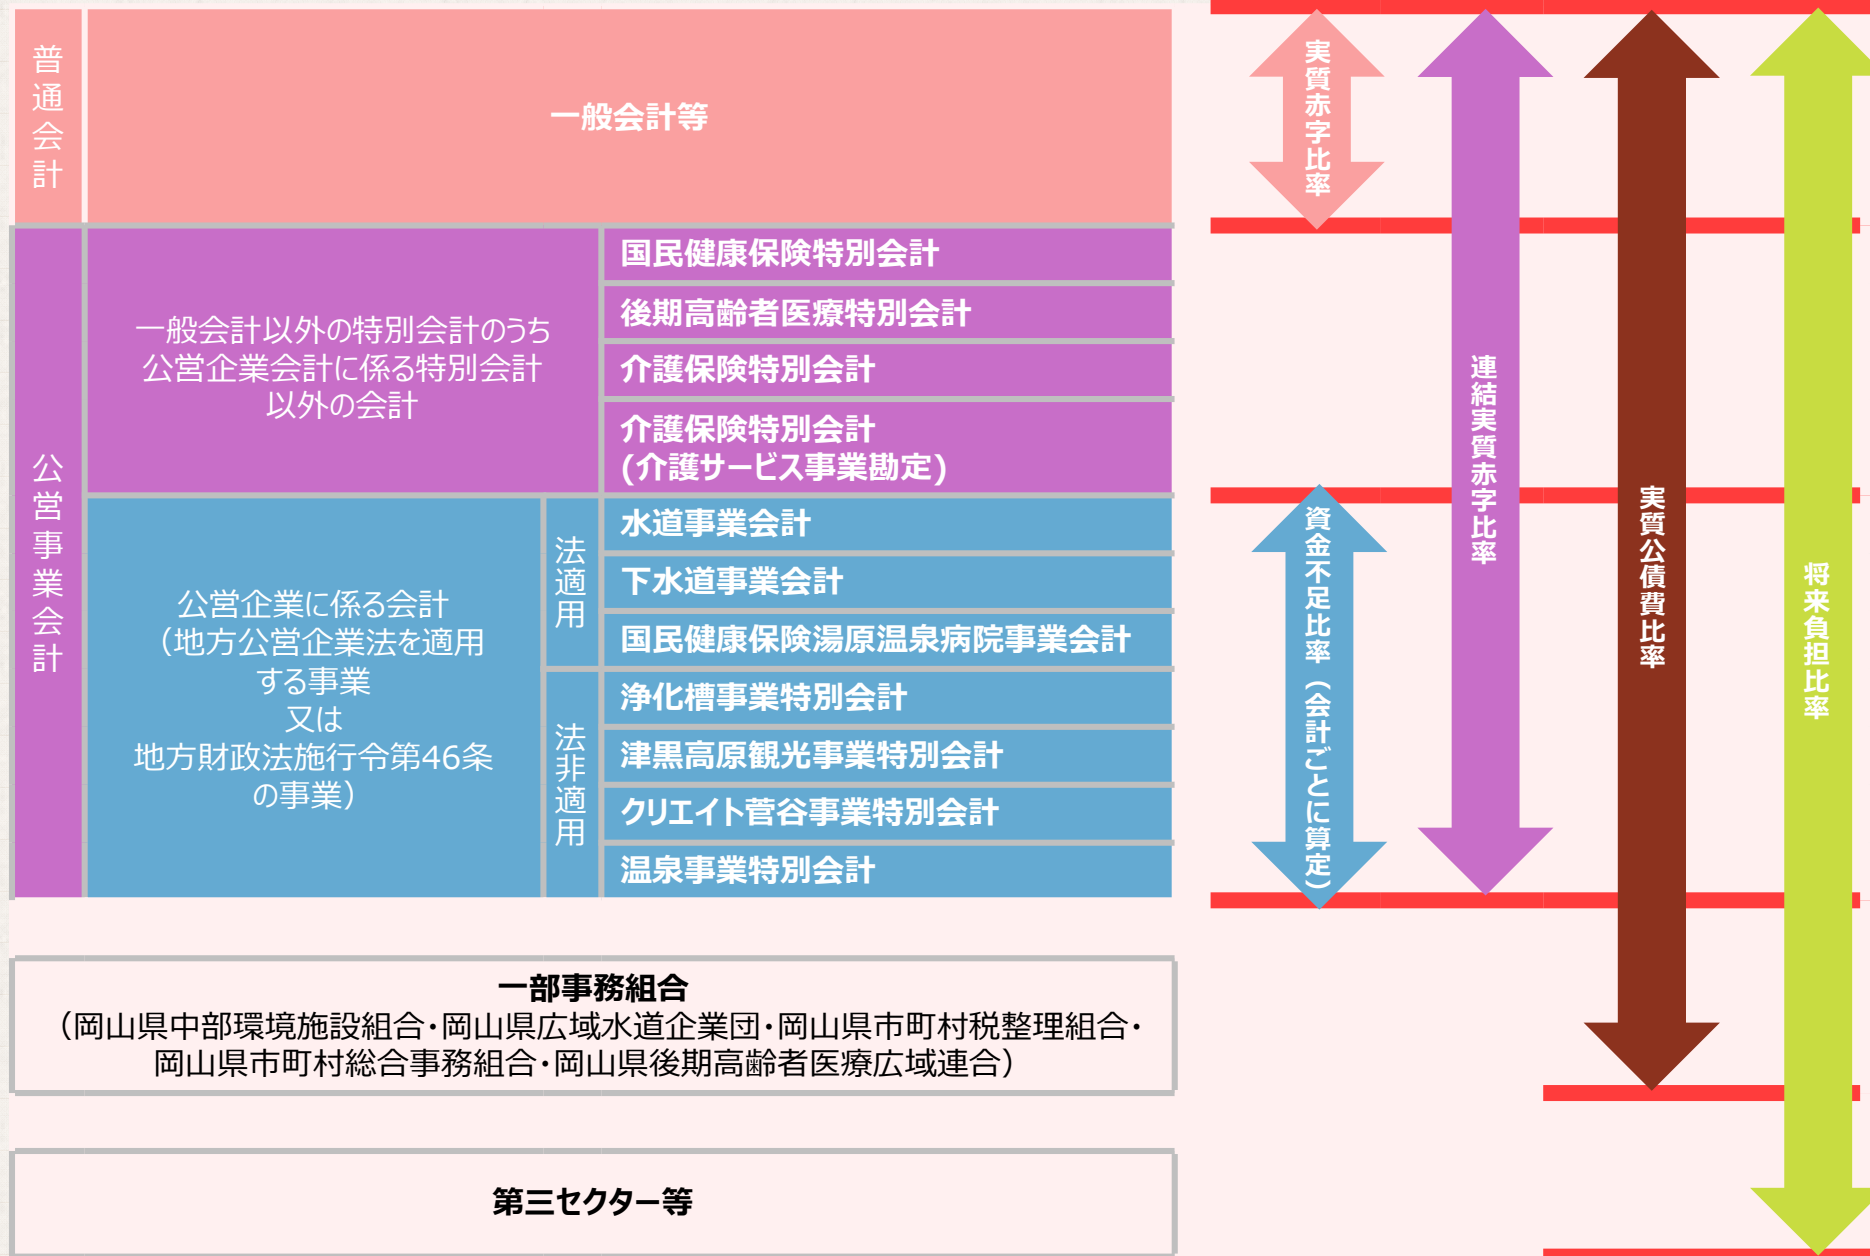 普通会計
一般会計等
公営事業会計
一般会計以外の特別会計のうち
公営企業会計に係る特別会計
以外の会計
国民健康保険特別会計
後期高齢者医療特別会計
介護保険特別会計
介護保険特別会計
(介護サービス事業勘定)
公営企業に係る会計
（地方公営企業法を適用
する事業
又は
地方財政法施行令第46条
の事業）
法適用
水道事業会計
下水道事業会計
国民健康保険湯原温泉病院事業会計
法非適用
浄化槽事業特別会計
津黒高原観光事業特別会計
クリエイト菅谷事業特別会計
温泉事業特別会計
一部事務組合
（岡山県中部環境施設組合・岡山県広域水道企業団・岡山県市町村税整理組合・
岡山県市町村総合事務組合・岡山県後期高齢者医療広域連合）
第三セクター等
実質赤字比率
資金不足比率（会計ごとに算定）
連結実質赤字比率
実質公債費比率
将来負担比率